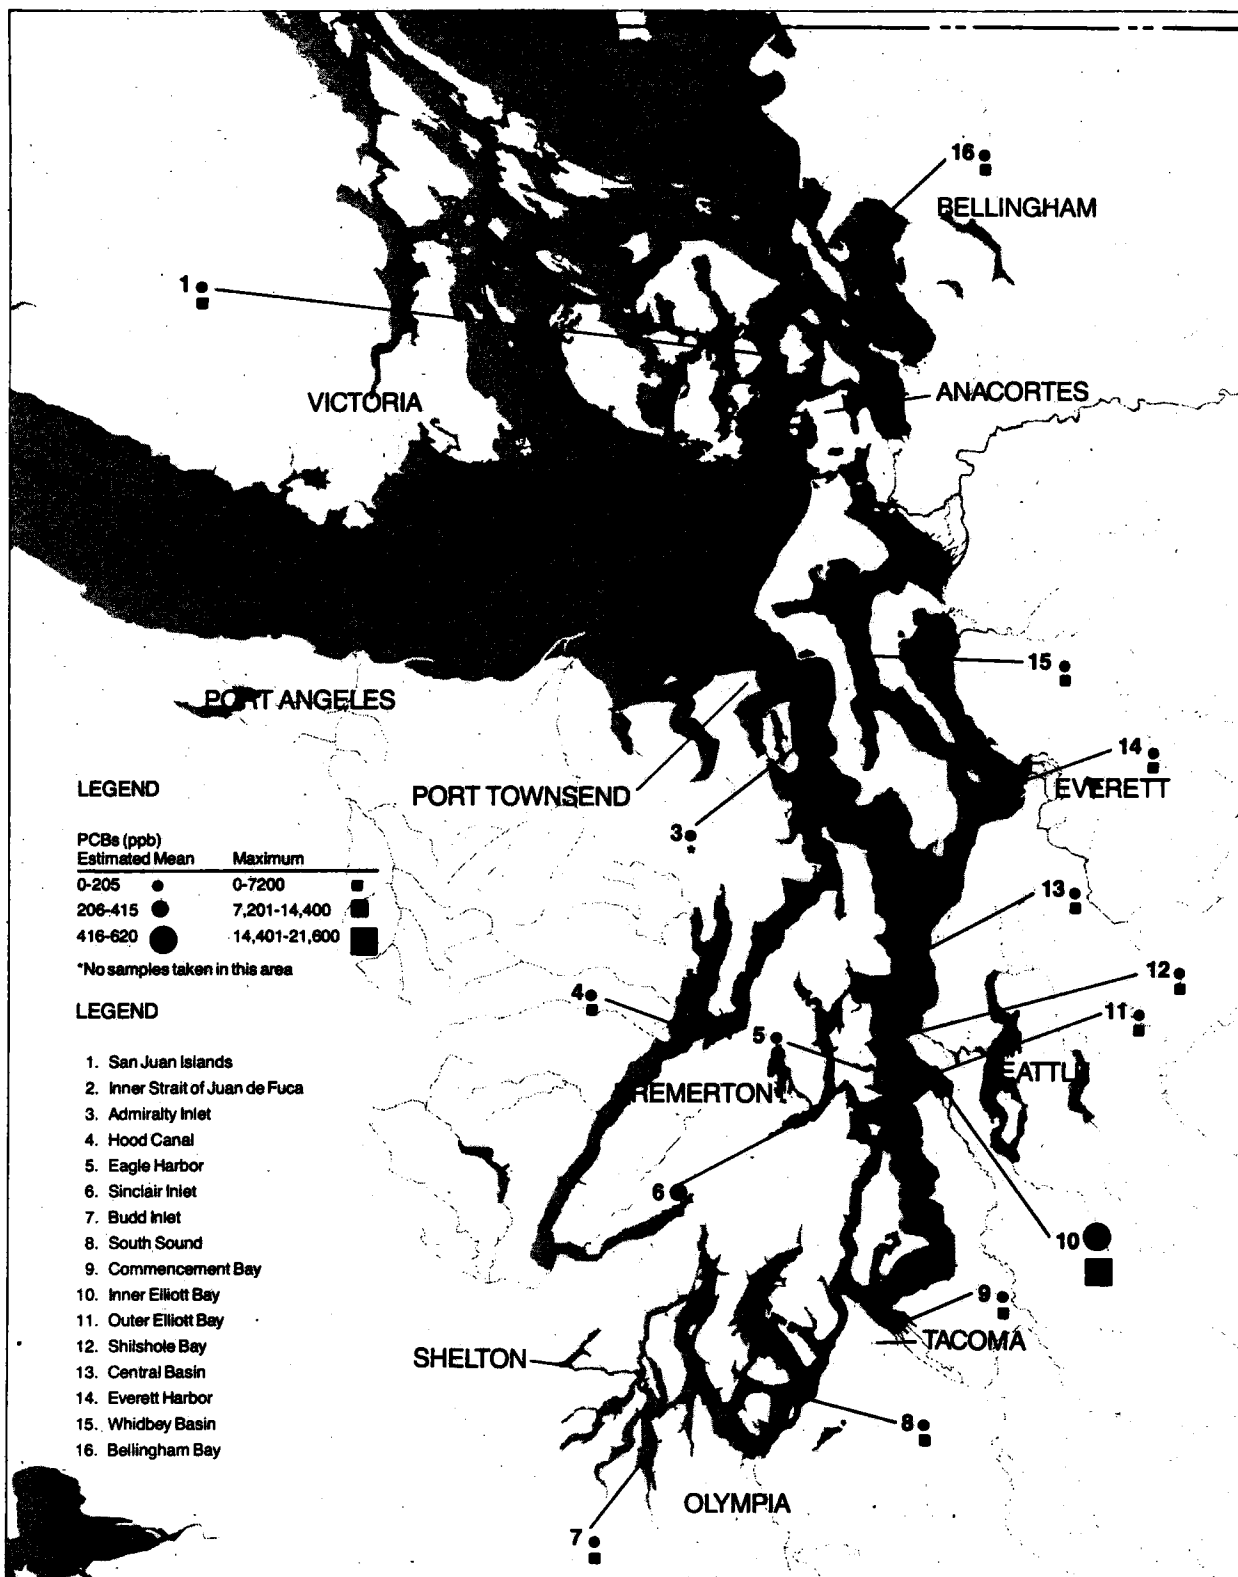 16
BELLINGHAM
1
VICTORIA
ANACORTES
15
PORT ANGELES
14
EVERETT
PORT TOWNSEND
3
*
13
12
11
4
5
EATTLE
REMERTON
6
10
9
TACOMA
SHELTON
8
OLYMPIA
7
LEGEND
PCBs (ppb)
Estimated Mean Maximum
0-205 0-7200
206-415 7,201-14,400
416-620 14,401-21,600
*No samples taken in this area
LEGEND
1. San Juan Islands
2. Inner Strait of Juan de Fuca
3. Admiralty Inlet
4. Hood Canal
5. Eagle Harbor
6. Sinclair Inlet
7. Budd Inlet
8. South Sound
9. Commencement Bay
10. Inner Elliott Bay
11. Outer Elliott Bay
12. Shilshole Bay
13. Central Basin
14. Everett Harbor
15. Whidbey Basin
16. Bellingham Bay